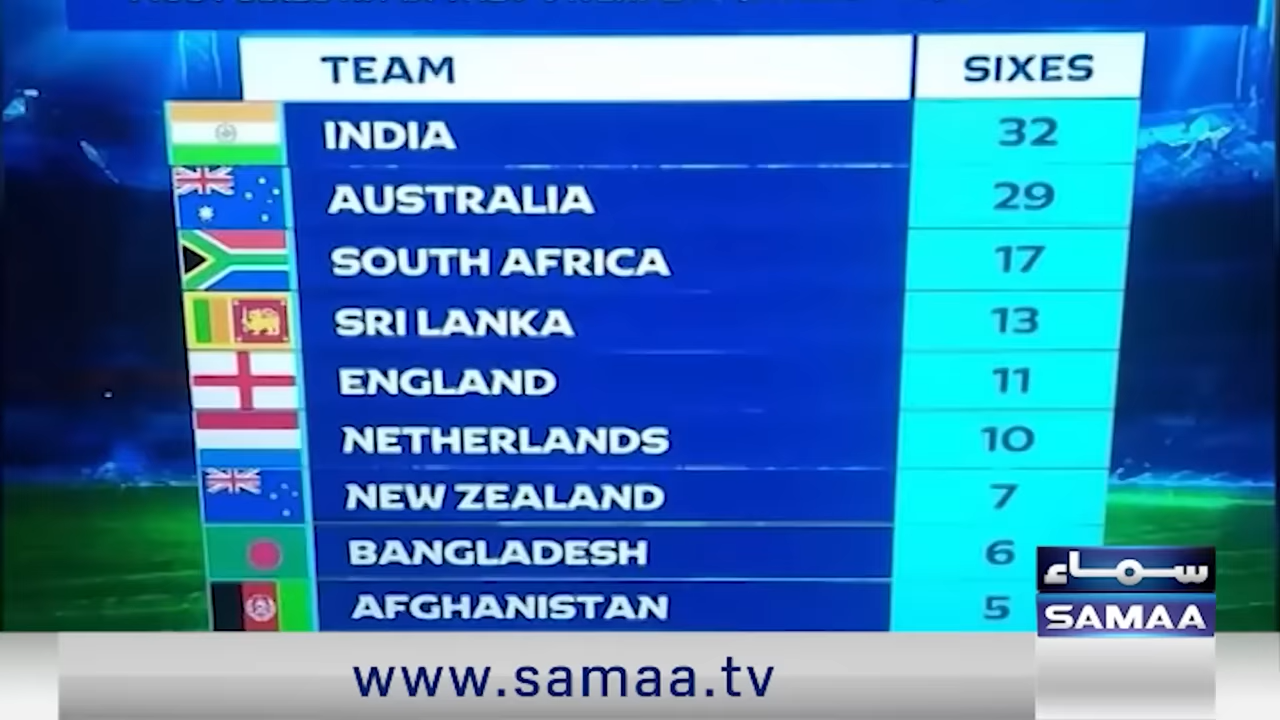 TEAM SIXES
INDIA 32
AUSTRALIA 29
SOUTH AFRICA 17
SRI LANKA 13
ENGLAND 11
NETHERLANDS 10
NEW ZEALAND 7
BANGLADESH 6
AFGHANISTAN 5
سماء
SAMAA
www.samaa.tv